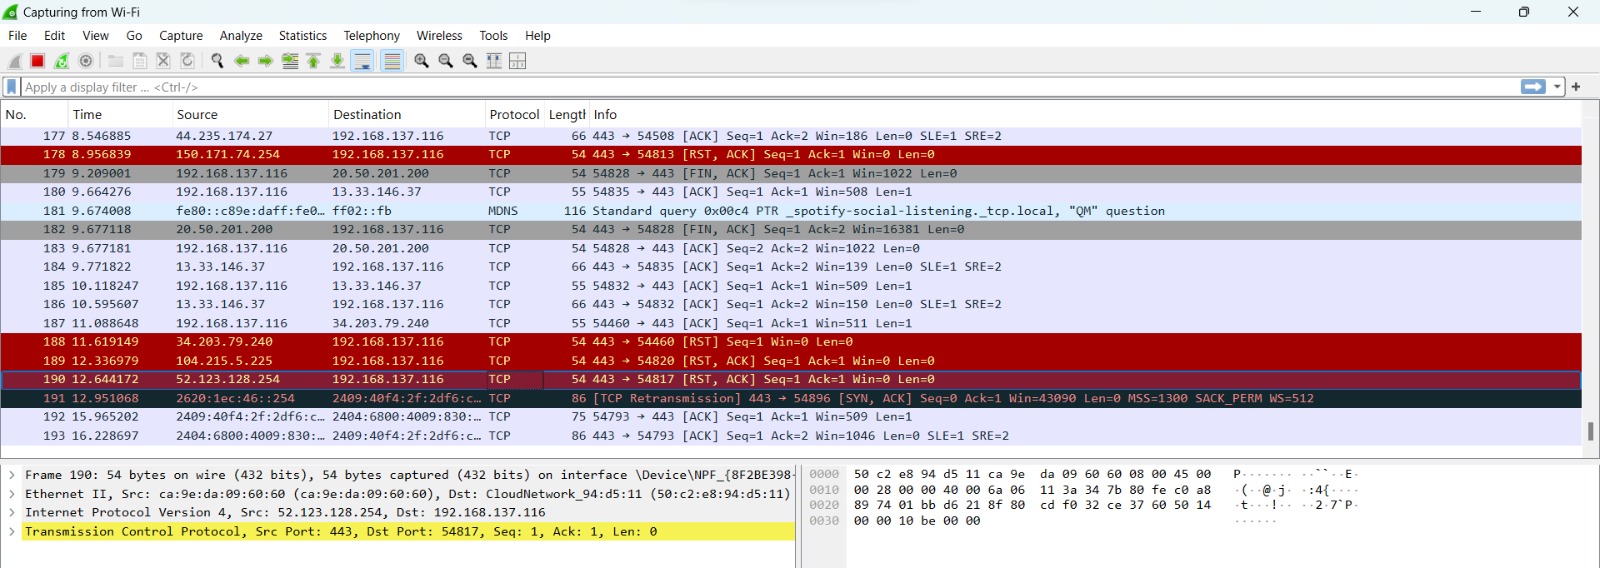 Capturing from Wi-Fi
File Edit View Go Capture Analyze Statistics Telephony Wireless Tools Help
Apply a display filter ... <Ctrl-/>
No. Time Source Destination Protocol Length Info
177 8.546885 44.235.174.27 192.168.137.116 TCP 66 443 → 54508 [ACK] Seq=1 Ack=2 Win=186 Len=0 SLE=1 SRE=2
178 8.956839 150.171.74.254 192.168.137.116 TCP 54 443 → 54813 [RST, ACK] Seq=1 Ack=1 Win=0 Len=0
179 9.209001 192.168.137.116 20.50.201.200 TCP 54 54828 → 443 [FIN, ACK] Seq=1 Ack=1 Win=1022 Len=0
180 9.664276 192.168.137.116 13.33.146.37 TCP 55 54835 → 443 [ACK] Seq=1 Ack=1 Win=508 Len=1
181 9.674008 fe80::c89e:daff:fe0… ff02::fb MDNS 116 Standard query 0x00c4 PTR _spotify-social-listening._tcp.local, "QM" question
182 9.677118 20.50.201.200 192.168.137.116 TCP 54 443 → 54828 [FIN, ACK] Seq=1 Ack=2 Win=16381 Len=0
183 9.677181 192.168.137.116 20.50.201.200 TCP 54 54828 → 443 [ACK] Seq=2 Ack=2 Win=1022 Len=0
184 9.771822 13.33.146.37 192.168.137.116 TCP 66 443 → 54835 [ACK] Seq=1 Ack=2 Win=139 Len=0 SLE=1 SRE=2
185 10.118247 192.168.137.116 13.33.146.37 TCP 55 54832 → 443 [ACK] Seq=1 Ack=1 Win=509 Len=1
186 10.595607 13.33.146.37 192.168.137.116 TCP 66 443 → 54832 [ACK] Seq=1 Ack=2 Win=150 Len=0 SLE=1 SRE=2
187 11.088648 192.168.137.116 34.203.79.240 TCP 55 54460 → 443 [ACK] Seq=1 Ack=1 Win=511 Len=1
188 11.619149 34.203.79.240 192.168.137.116 TCP 54 443 → 54460 [RST] Seq=1 Win=0 Len=0
189 12.336979 104.215.5.225 192.168.137.116 TCP 54 443 → 54820 [RST, ACK] Seq=1 Ack=1 Win=0 Len=0
190 12.644172 52.123.128.254 192.168.137.116 TCP 54 443 → 54817 [RST, ACK] Seq=1 Ack=1 Win=0 Len=0
191 12.951068 2620:1ec:46::254 2409:40f4:2f:2df6:c… TCP 86 [TCP Retransmission] 443 → 54896 [SYN, ACK] Seq=0 Ack=1 Win=43090 Len=0 MSS=1300 SACK_PERM WS=512
192 15.965202 2409:40f4:2f:2df6:c… 2404:6800:4009:830:… TCP 75 54793 → 443 [ACK] Seq=1 Ack=1 Win=509 Len=1
193 16.228697 2404:6800:4009:830:… 2409:40f4:2f:2df6:c… TCP 86 443 → 54793 [ACK] Seq=1 Ack=2 Win=1046 Len=0 SLE=1 SRE=2
Frame 190: 54 bytes on wire (432 bits), 54 bytes captured (432 bits) on interface \Device\NPF_{8F2BE398-
Ethernet II, Src: ca:9e:da:09:60:60 (ca:9e:da:09:60:60), Dst: CloudNetwork_94:d5:11 (50:c2:e8:94:d5:11)
Internet Protocol Version 4, Src: 52.123.128.254, Dst: 192.168.137.116
Transmission Control Protocol, Src Port: 443, Dst Port: 54817, Seq: 1, Ack: 1, Len: 0
0000 50 c2 e8 94 d5 11 ca 9e da 09 60 60 08 00 45 00 P······· ··``··E·
0010 00 28 00 00 40 00 6a 06 11 3a 34 7b 80 fe c0 a8 ·(··@·j· ·:4{····
0020 89 74 01 bb d6 21 8f 80 cd f0 32 ce 37 60 50 14 ·t···!·· ··2·7`P·
0030 00 00 10 be 00 00 ······